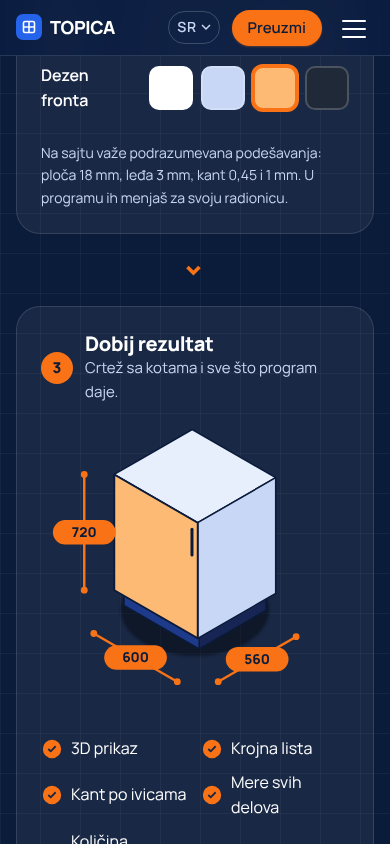 TOPICA
SR
Preuzmi
Dezen
fronta
Na sajtu važe podrazumevana podešavanja:
ploča 18 mm, leđa 3 mm, kant 0,45 i 1 mm. U
programu ih menjaš za svoju radionicu.
3
Dobij rezultat
Crtež sa kotama i sve što program
daje.
720
600
560
3D prikaz
Krojna lista
Kant po ivicama
Mere svih
delova
Količina